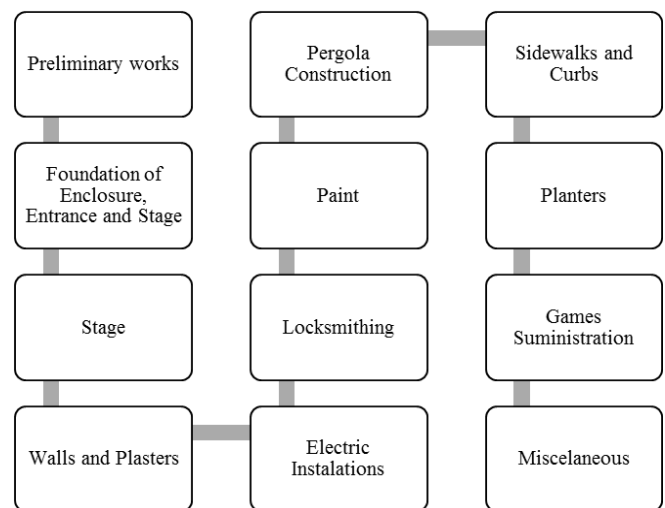 Preliminary works
Foundation of
Enclosure,
Entrance and Stage
Stage
Walls and Plasters
Electric
Instalations
Locksmithing
Paint
Pergola
Construction
Sidewalks and
Curbs
Planters
Games
Suministration
Miscelaneous